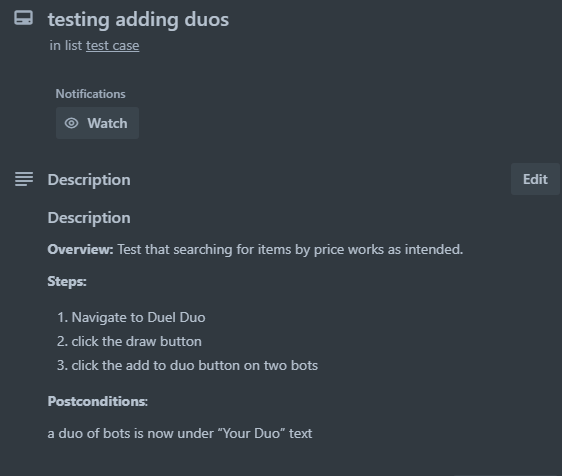 testing adding duos
in list test case
Notifications
Watch
Description
Edit
Description
Overview: Test that searching for items by price works as intended.
Steps:
1. Navigate to Duel Duo
2. click the draw button
3. click the add to duo button on two bots
Postconditions:
a duo of bots is now under “Your Duo” text